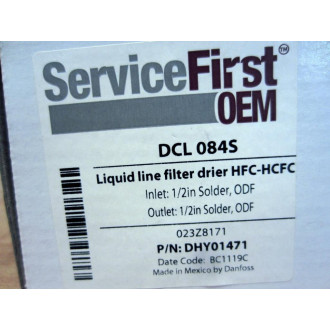 ServiceFirst™
OEM
DCL 084S
Liquid line filter drier HFC-HCFC
Inlet: 1/2in Solder, ODF
Outlet: 1/2in Solder, ODF
023Z8171
P/N: DHY01471
Date Code: BC1119C
Made in Mexico by Danfoss